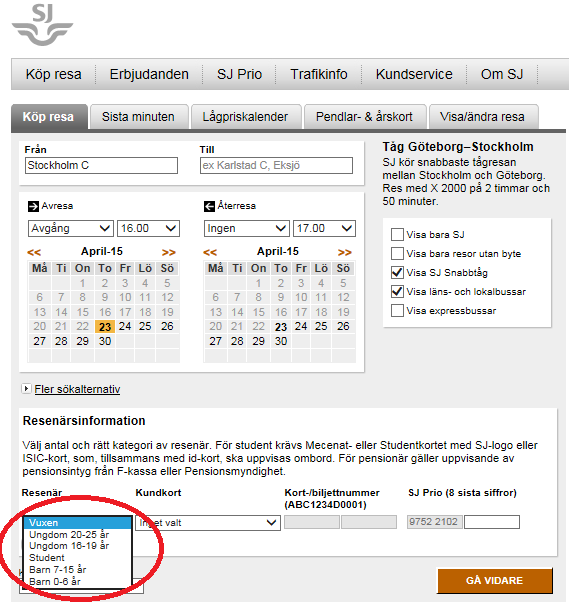 SJ
Köp resa Erbjudanden SJ Prio Trafikinfo Kundservice Om SJ
Köp resa Sista minuten Lågpriskalender Pendlar- & årskort Visa/ändra resa
Från Till
Stockholm C ex Karlstad C, Eksjö
Avresa Återresa
Avgång 16.00 Ingen 17.00
<< April-15 >> << April-15 >>
Må Ti On To Fr Lö Sö Må Ti On To Fr Lö Sö
1 2 3 4 5 1 2 3 4 5
6 7 8 9 10 11 12 6 7 8 9 10 11 12
13 14 15 16 17 18 19 13 14 15 16 17 18 19
20 21 22 23 24 25 26 20 21 22 23 24 25 26
27 28 29 30 27 28 29 30
Tåg Göteborg–Stockholm
SJ kör snabbaste tågresan
mellan Stockholm och Göteborg.
Res med X 2000 på 2 timmar och
50 minuter.
Visa bara SJ
Visa bara resor utan byte
Visa SJ Snabbtåg
Visa läns- och lokalbussar
Visa expressbussar
Fler sökalternativ
Resenärsinformation
Välj antal och rätt kategori av resenär. För student krävs Mecenat- eller Studentkortet med SJ-logo eller
ISIC-kort, som, tillsammans med id-kort, ska uppvisas ombord. För pensionär gäller uppvisande av
pensionsintyg från F-kassa eller Pensionsmyndighet.
Resenär Kundkort Kort-/biljettnummer SJ Prio (8 sista siffror)
(ABC1234D0001)
Vuxen Inget valt 9752 2102
Ungdom 20-25 år
Ungdom 16-19 år
Student
Barn 7-15 år
Barn 0-6 år
GÅ VIDARE